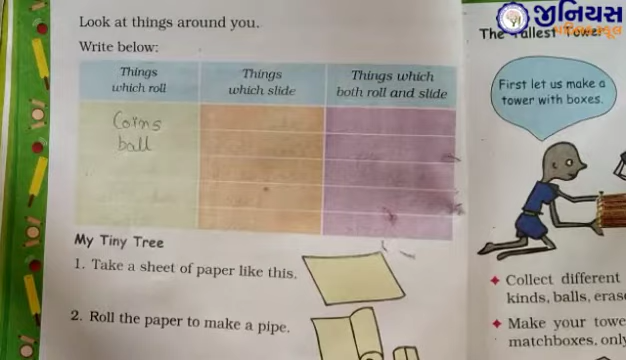 Look at things around you.
Write below:
Things
which roll
Things
which slide
Things which
both roll and slide
Coins
ball
My Tiny Tree
1. Take a sheet of paper like this.
2. Roll the paper to make a pipe.
જીનિયસ
પબ્લિક સ્કૂલ
The Tallest Tower
First let us make a
tower with boxes.
Collect different
kinds, balls, eras
Make your towe
matchboxes, only